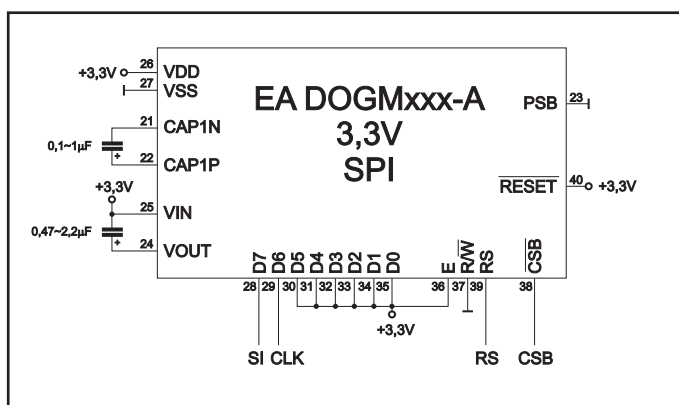 EA DOGMxxx-A
3,3V
SPI
+3,3V
26 VDD
27 VSS
21 CAP1N
0,1~1µF
+
22 CAP1P
+3,3V
25 VIN
0,47~2,2µF
+
24 VOUT
PSB 23
RESET 40 +3,3V
D7 D6 D5 D4 D3 D2 D1 D0 E R/W RS CSB
28 29 30 31 32 33 34 35 36 37 39 38
+3,3V
SI CLK RS CSB